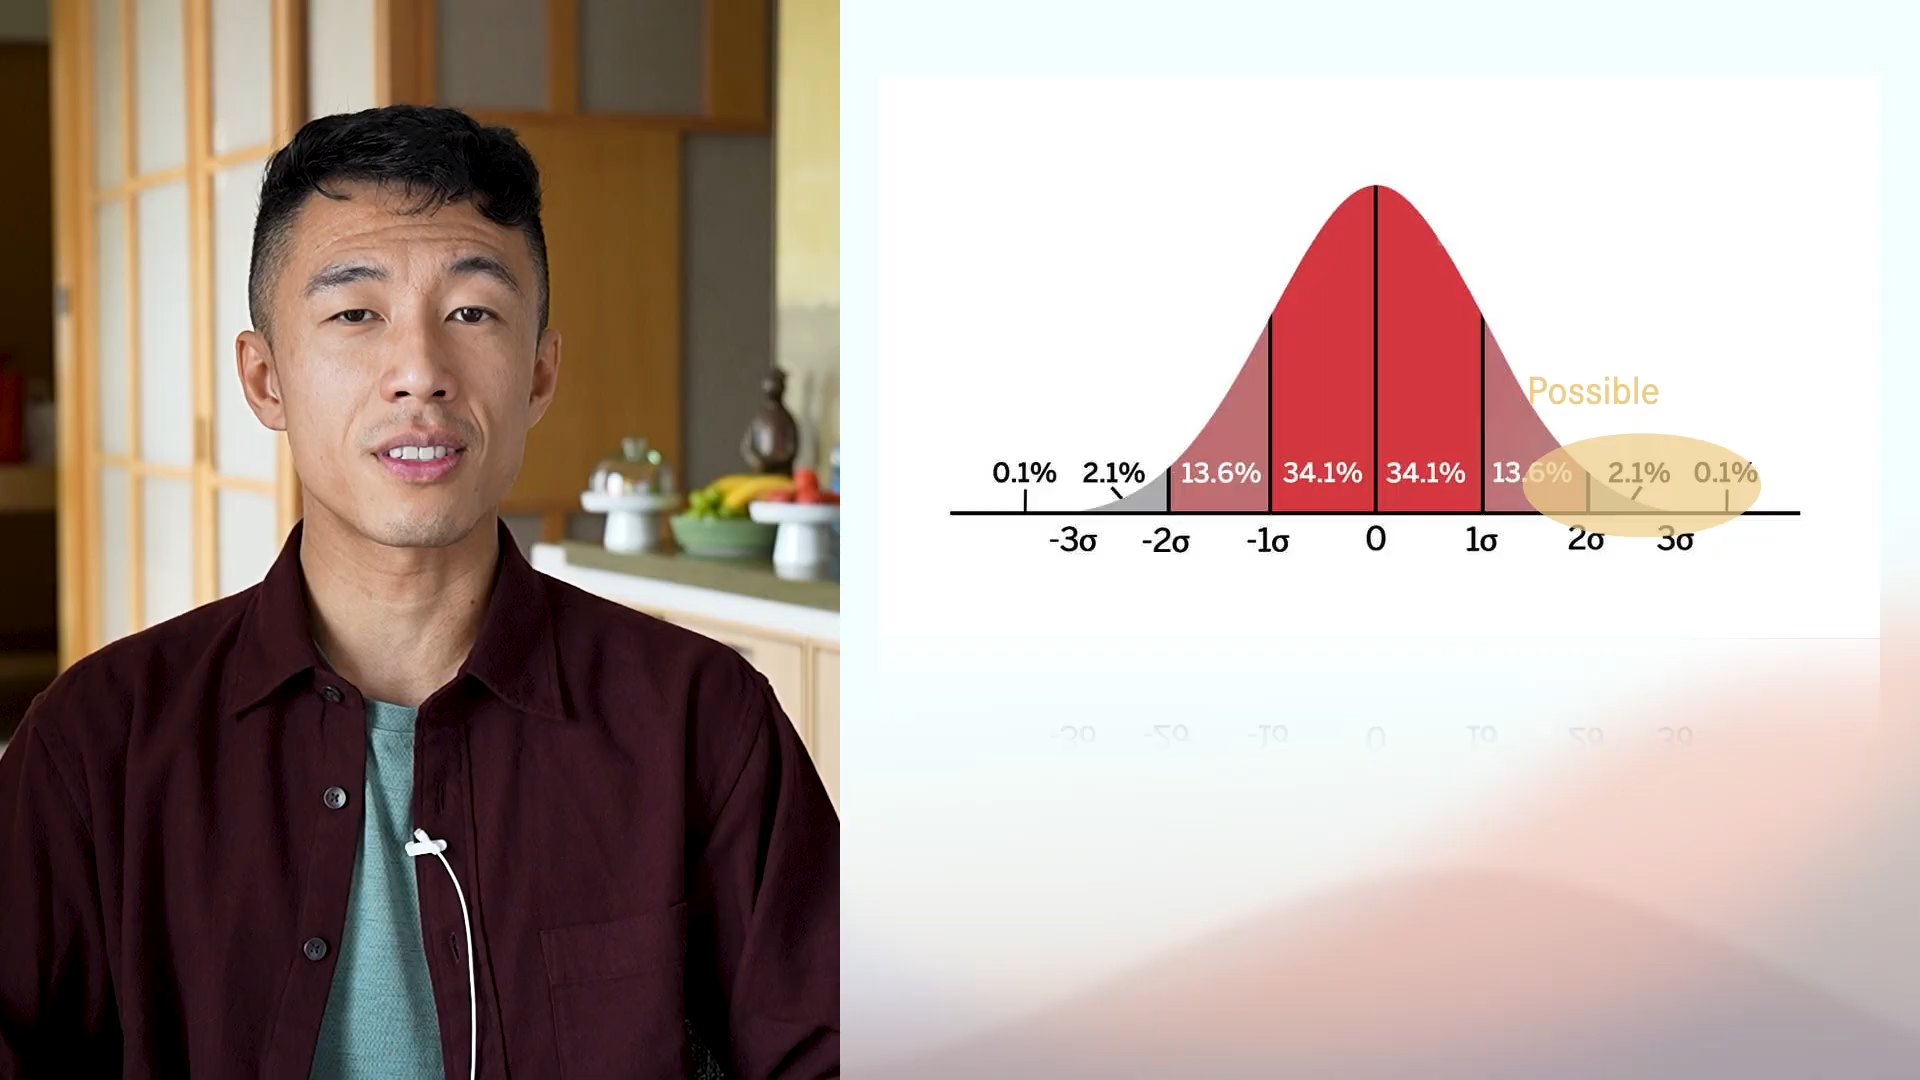 Possible
0.1% 2.1% 13.6% 34.1% 34.1% 13.6% 2.1% 0.1%
-3σ -2σ -1σ 0 1σ 2σ 3σ